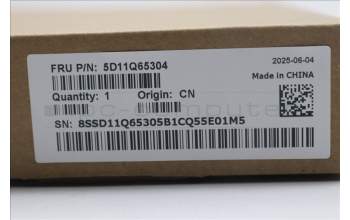 FRU P/N: 5D11Q65304
2025-06-04
Made in CHINA
Quantity: 1 Origin: CN
SN: 8SSD11Q65305B1CQ55E01M5